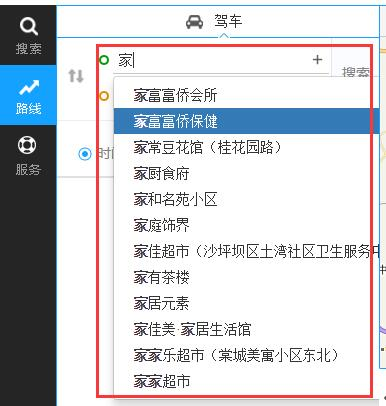 搜索
路线
服务
驾车
家
+
搜索
时间
家富富侨会所
家富富侨保健
家常豆花馆（桂花园路）
家厨食府
家和名苑小区
家庭饰界
家佳超市（沙坪坝区土湾社区卫生服务中
家有茶楼
家居元素
家佳美·家居生活馆
家家乐超市（棠城美寓小区东北）
家家超市